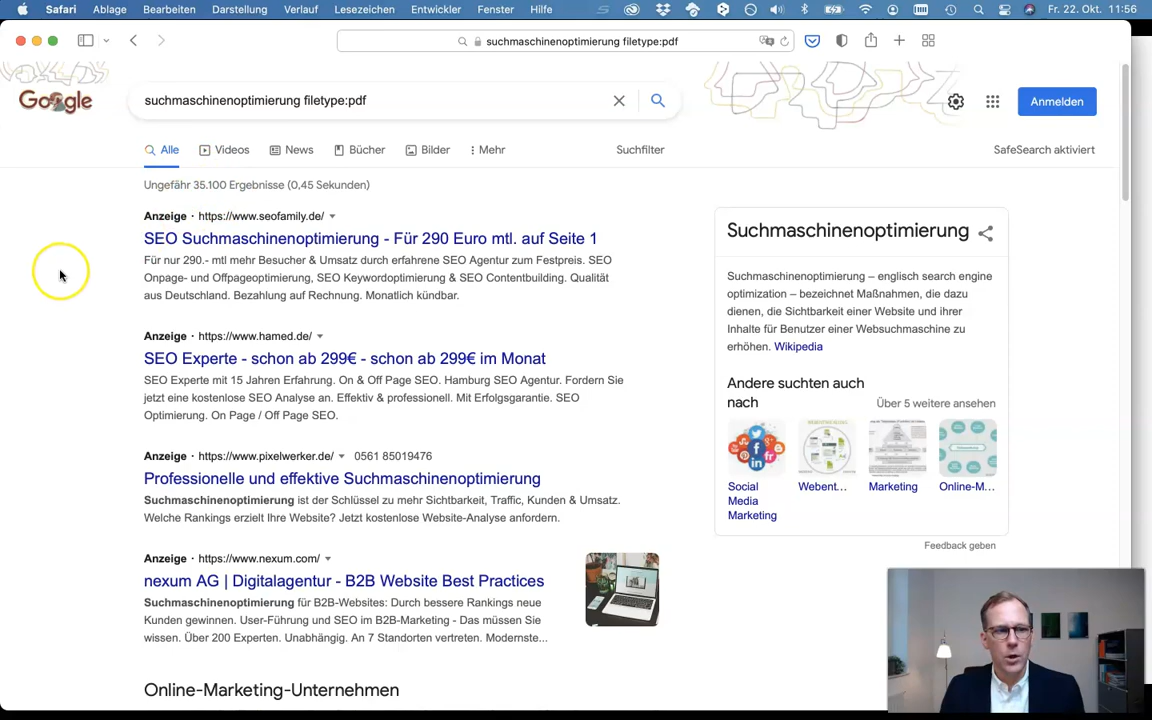 Safari Ablage Bearbeiten Darstellung Verlauf Lesezeichen Entwickler Fenster Hilfe Fr. 22. Okt. 11:56
suchmaschinenoptimierung filetype:pdf
Google
suchmaschinenoptimierung filetype:pdf
Anmelden
Alle Videos News Bücher Bilder Mehr Suchfilter SafeSearch aktiviert
Ungefähr 35.100 Ergebnisse (0,45 Sekunden)
Anzeige · https://www.seofamily.de/
SEO Suchmaschinenoptimierung - Für 290 Euro mtl. auf Seite 1
Für nur 290.- mtl mehr Besucher & Umsatz durch erfahrene SEO Agentur zum Festpreis. SEO
Onpage- und Offpageoptimierung, SEO Keywordoptimierung & SEO Contentbuilding. Qualität
aus Deutschland. Bezahlung auf Rechnung. Monatlich kündbar.
Anzeige · https://www.hamed.de/
SEO Experte - schon ab 299€ - schon ab 299€ im Monat
SEO Experte mit 15 Jahren Erfahrung. On & Off Page SEO. Hamburg SEO Agentur. Fordern Sie
jetzt eine kostenlose SEO Analyse an. Effektiv & professionell. Mit Erfolgsgarantie. SEO
Optimierung. On Page / Off Page SEO.
Anzeige · https://www.pixelwerker.de/ 0561 85019476
Professionelle und effektive Suchmaschinenoptimierung
Suchmaschinenoptimierung ist der Schlüssel zu mehr Sichtbarkeit, Traffic, Kunden & Umsatz.
Welche Rankings erzielt Ihre Website? Jetzt kostenlose Website-Analyse anfordern.
Anzeige · https://www.nexum.com/
nexum AG | Digitalagentur - B2B Website Best Practices
Suchmaschinenoptimierung für B2B-Websites: Durch bessere Rankings neue
Kunden gewinnen. User-Führung und SEO im B2B-Marketing - Das müssen Sie
wissen. Über 200 Experten. Unabhängig. An 7 Standorten vertreten. Modernste...
Online-Marketing-Unternehmen
Suchmaschinenoptimierung
Suchmaschinenoptimierung – englisch search engine
optimization – bezeichnet Maßnahmen, die dazu
dienen, die Sichtbarkeit einer Website und ihrer
Inhalte für Benutzer einer Websuchmaschine zu
erhöhen. Wikipedia
Andere suchten auch
nach
Über 5 weitere ansehen
Social
Media
Marketing
Webent...
Marketing
Online-M...
Feedback geben